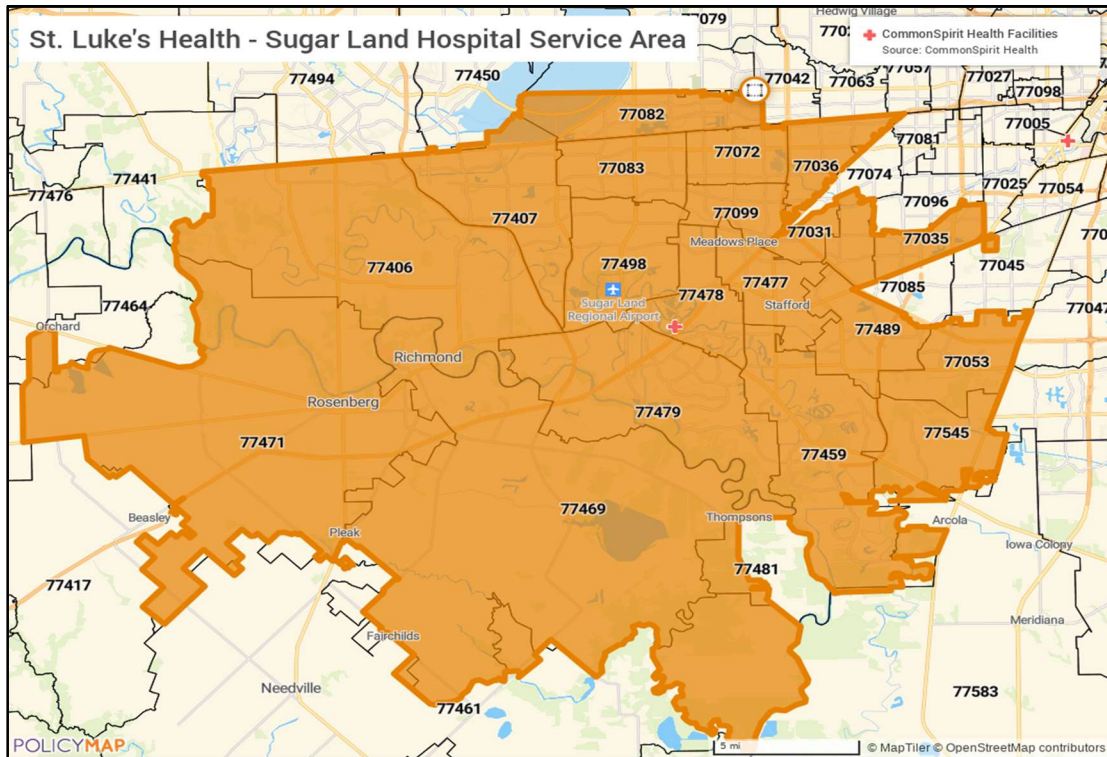 Hedwig Village
77079
St. Luke's Health - Sugar Land Hospital Service Area
CommonSpirit Health Facilities
Source: CommonSpirit Health
77494
77450
77042
77063
77057
77027
77098
77082
77005
77441
77083
77072
77036
77081
77074
77476
77025
77054
77407
77099
77096
Meadows Place
77031
77035
77406
77498
77477
77045
77464
77478
77085
Sugar Land
Regional Airport
Stafford
77047
Orchard
77489
Richmond
77053
Rosenberg
77479
77471
77545
77459
77469
Beasley
Thompsons
Arcola
Pleak
Iowa Colony
77417
77481
Meridiana
Fairchilds
Needville
77583
77461
POLICYMAP
5 mi
© MapTiler © OpenStreetMap contributors